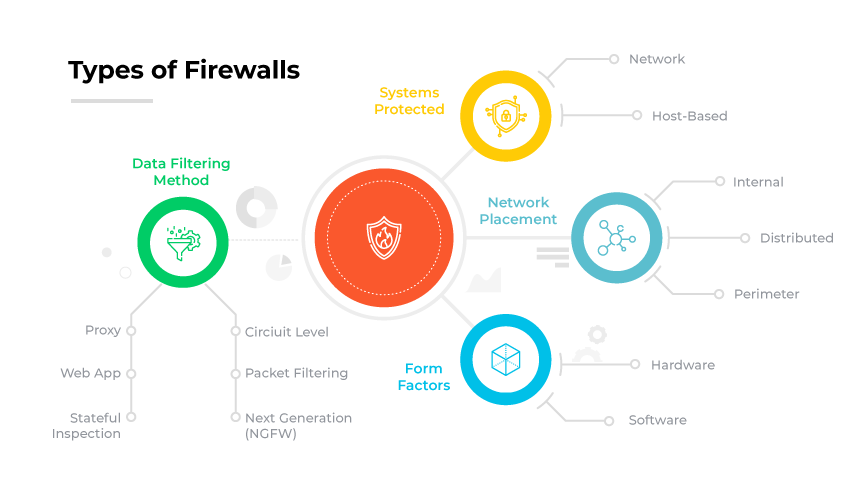 Types of Firewalls
Systems
Protected
Network
Host-Based
Data Filtering
Method
Network
Placement
Internal
Distributed
Perimeter
Proxy
Web App
Stateful
Inspection
Circiuit Level
Packet Filtering
Next Generation
(NGFW)
Form
Factors
Hardware
Software